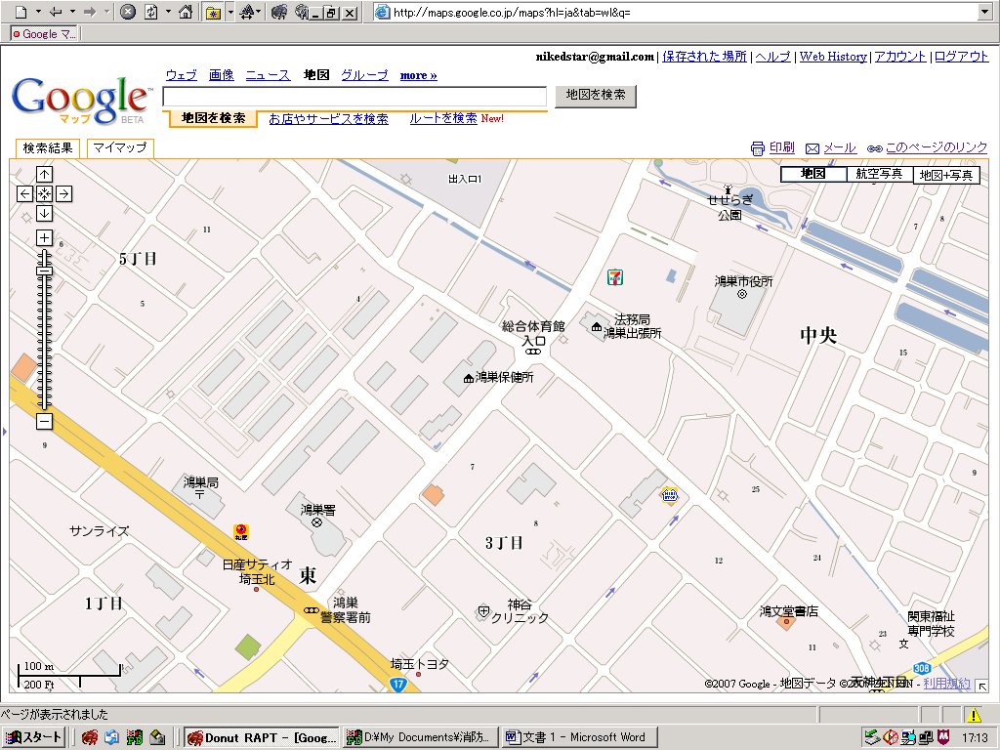 http://maps.google.co.jp/maps?hl=ja&tab=wl&q=
Google マ...
nikedstar@gmail.com | 保存された場所 | ヘルプ | Web History | アカウント | ログアウト
ウェブ 画像 ニュース 地図 グループ more »
Google マップ BETA
地図を検索
地図を検索 お店やサービスを検索 ルートを検索 New!
検索結果 マイマップ
印刷 メール このページのリンク
地図 航空写真 地図+写真
出入口1
せせらぎ
公園
11
7
8
6
5丁目
鴻巣市役所
5
4
総合体育館
入口
法務局
鴻巣出張所
中央
15
鴻巣保健所
9
7
9
鴻巣局
鴻巣署
25
サンライズ
8
3丁目
松屋
日産サティオ
埼玉北
東
12
24
1丁目
鴻巣
警察署前
神谷
クリニック
鴻文堂書店
関東福祉
専門学校
文
23
11
埼玉トヨタ
308
17
100 m
200 Ft
©2007 Google - 地図データ ©2007 - 利用規約
ページが表示されました
スタート
Donut RAPT - [Goog...
D:¥My Documents¥消防...
文書 1 - Microsoft Word
17:13